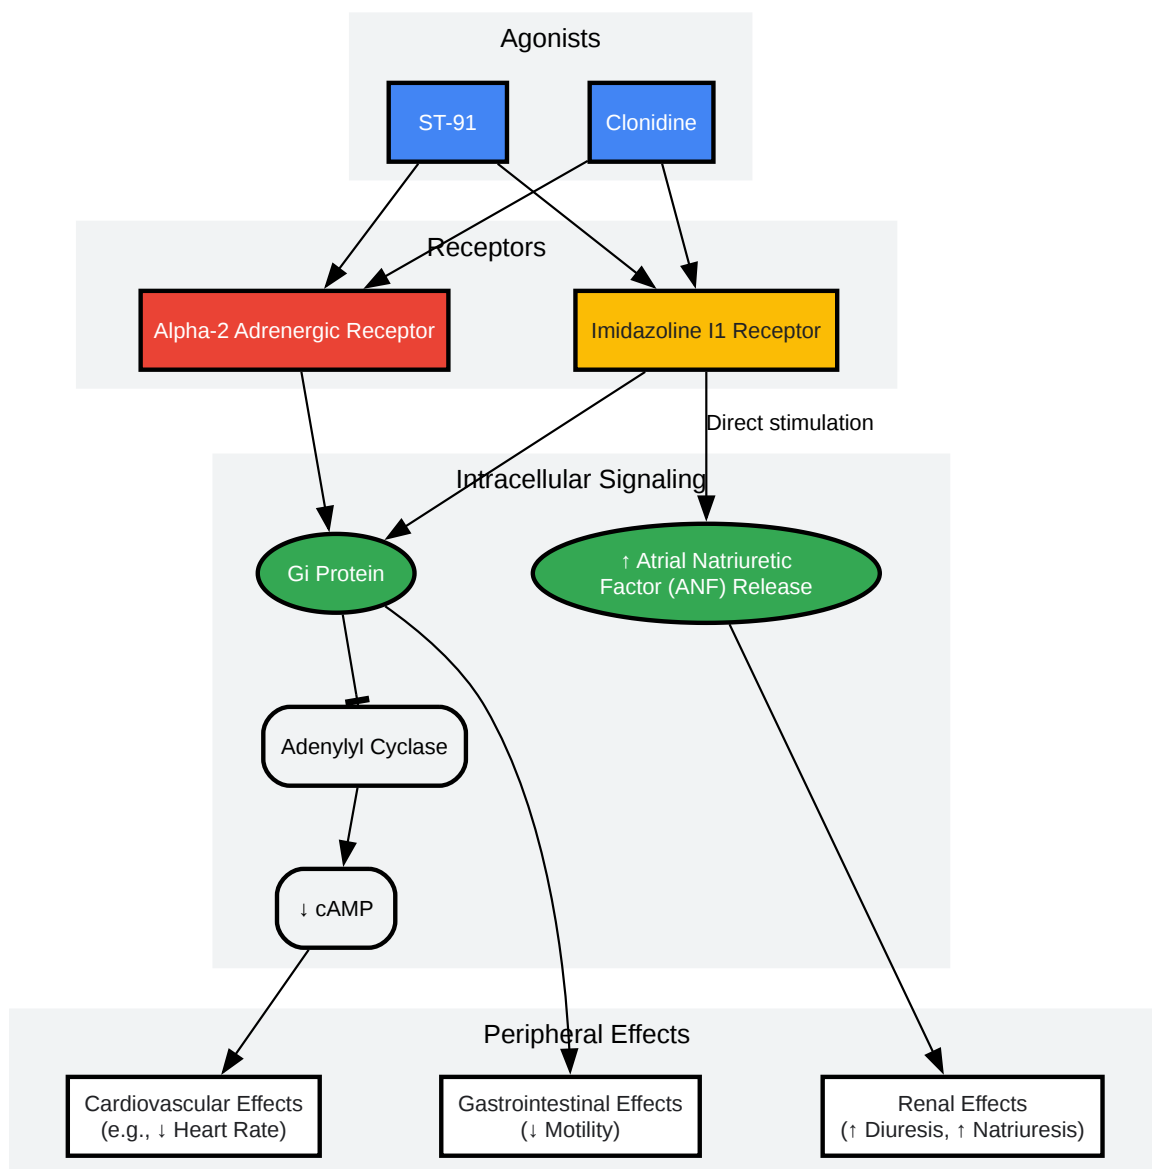 Agonists
ST-91
Clonidine
Receptors
Alpha-2 Adrenergic Receptor
Imidazoline I1 Receptor
Direct stimulation
Intracellular Signaling
Gi Protein
↑ Atrial Natriuretic
Factor (ANF) Release
Adenylyl Cyclase
↓ cAMP
Peripheral Effects
Cardiovascular Effects
(e.g., ↓ Heart Rate)
Gastrointestinal Effects
(↓ Motility)
Renal Effects
(↑ Diuresis, ↑ Natriuresis)